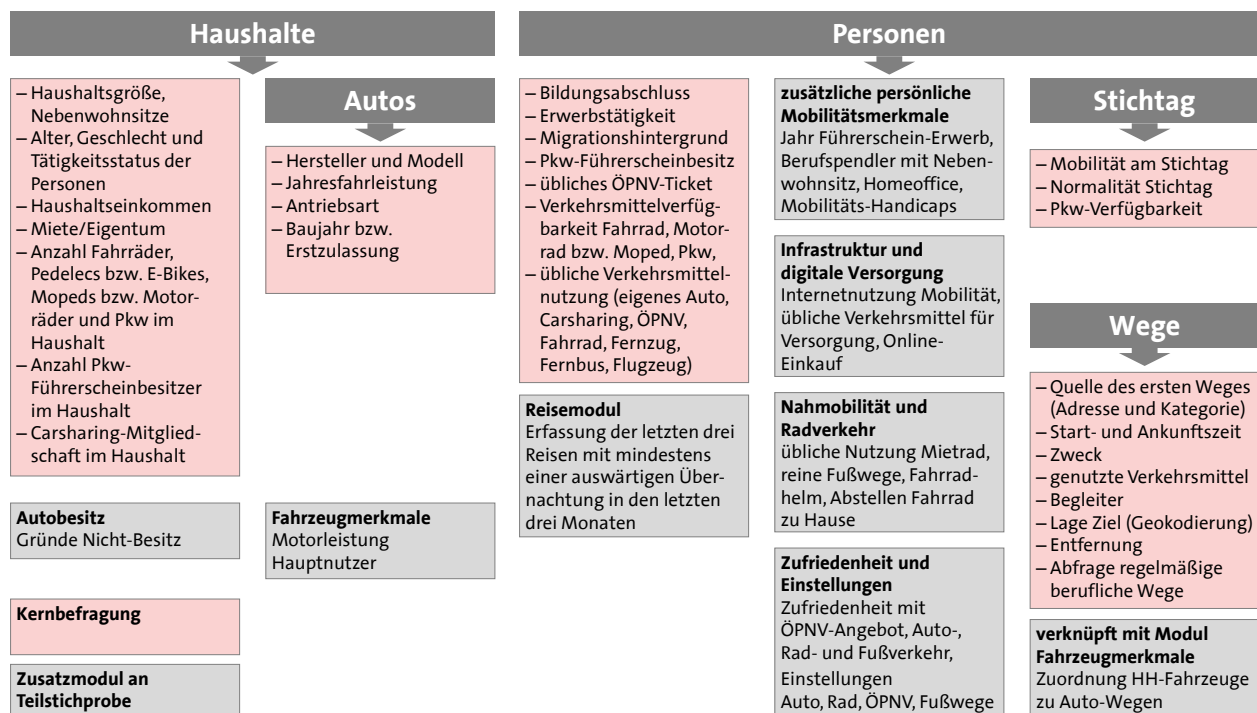 Haushalte
– Haushaltsgröße,
Nebenwohnsitze
– Alter, Geschlecht und
Tätigkeitsstatus der
Personen
– Haushaltseinkommen
– Miete/Eigentum
– Anzahl Fahrräder,
Pedelecs bzw. E-Bikes,
Mopeds bzw. Motor-
räder und Pkw im
Haushalt
– Anzahl Pkw-
Führerscheinbesitzer
im Haushalt
– Carsharing-Mitglied-
schaft im Haushalt
Autobesitz
Gründe Nicht-Besitz
Kernbefragung
Zusatzmodul an
Teilstichprobe
Autos
– Hersteller und Modell
– Jahresfahrleistung
– Antriebsart
– Baujahr bzw.
Erstzulassung
Fahrzeugmerkmale
Motorleistung
Hauptnutzer
Personen
– Bildungsabschluss
– Erwerbstätigkeit
– Migrationshintergrund
– Pkw-Führerscheinbesitz
– übliches ÖPNV-Ticket
– Verkehrsmittelverfüg-
barkeit Fahrrad, Motor-
rad bzw. Moped, Pkw,
– übliche Verkehrsmittel-
nutzung (eigenes Auto,
Carsharing, ÖPNV,
Fahrrad, Fernzug,
Fernbus, Flugzeug)
Reisemodul
Erfassung der letzten drei
Reisen mit mindestens
einer auswärtigen Über-
nachtung in den letzten
drei Monaten
zusätzliche persönliche
Mobilitätsmerkmale
Jahr Führerschein-Erwerb,
Berufspendler mit Neben-
wohnsitz, Homeoffice,
Mobilitäts-Handicaps
Infrastruktur und
digitale Versorgung
Internetnutzung Mobilität,
übliche Verkehrsmittel für
Versorgung, Online-
Einkauf
Nahmobilität und
Radverkehr
übliche Nutzung Mietrad,
reine Fußwege, Fahrrad-
helm, Abstellen Fahrrad
zu Hause
Zufriedenheit und
Einstellungen
Zufriedenheit mit
ÖPNV-Angebot, Auto-,
Rad- und Fußverkehr,
Einstellungen
Auto, Rad, ÖPNV, Fußwege
Stichtag
– Mobilität am Stichtag
– Normalität Stichtag
– Pkw-Verfügbarkeit
Wege
– Quelle des ersten Weges
(Adresse und Kategorie)
– Start- und Ankunftszeit
– Zweck
– genutzte Verkehrsmittel
– Begleiter
– Lage Ziel (Geokodierung)
– Entfernung
– Abfrage regelmäßige
berufliche Wege
verknüpft mit Modul
Fahrzeugmerkmale
Zuordnung HH-Fahrzeuge
zu Auto-Wegen